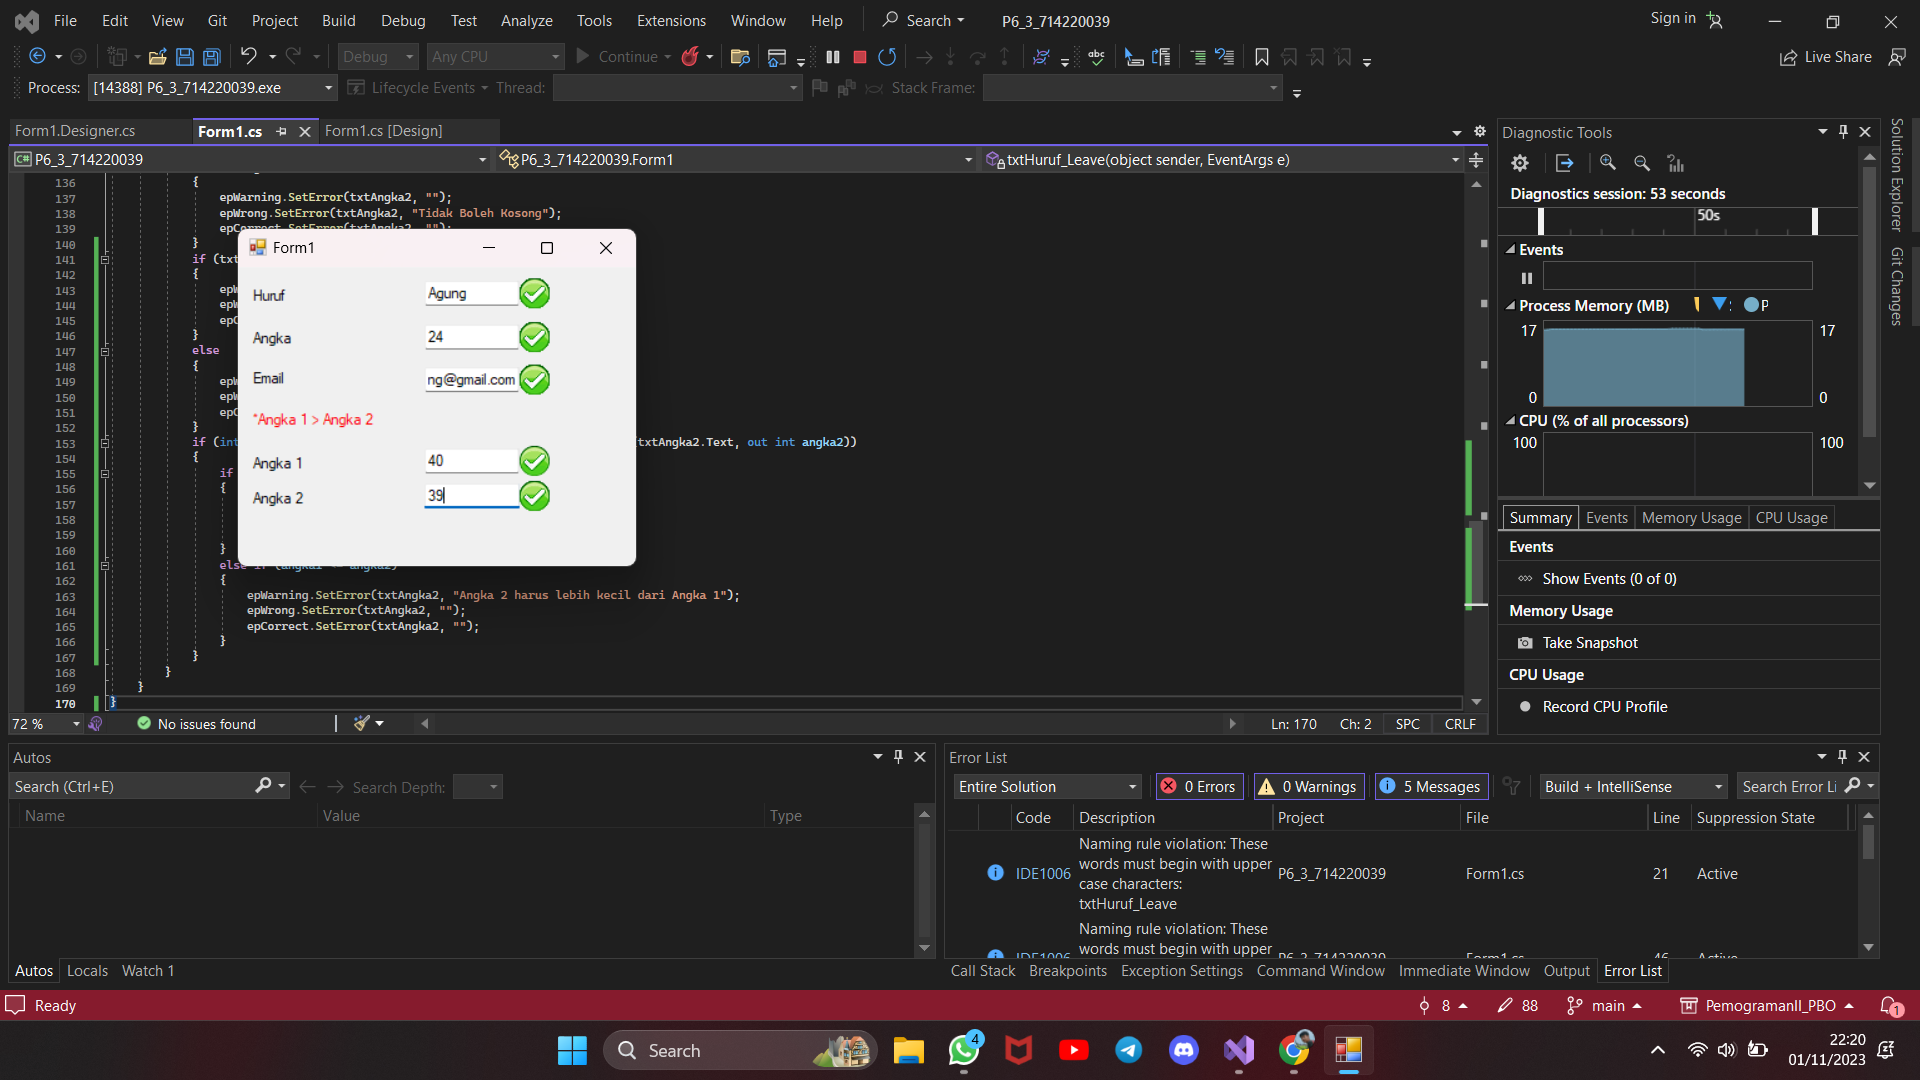 File Edit View Git Project Build Debug Test Analyze Tools Extensions Window Help Search P6_3_714220039 Sign in
Debug Any CPU Continue Live Share
Process: [14388] P6_3_714220039.exe Lifecycle Events Thread: Stack Frame:
Form1.Designer.cs Form1.cs Form1.cs [Design]
P6_3_714220039 P6_3_714220039.Form1 txtHuruf_Leave(object sender, EventArgs e)
136 {
137 epWarning.SetError(txtAngka2, "");
138 epWrong.SetError(txtAngka2, "Tidak Boleh Kosong");
139 epCorrect.SetError(txtAngka2, "");
140 }
141 if (txt
142 {
143 epW
144 epW
145 epC
146 }
147 else
148 {
149 epW
150 epW
151 epC
152 }
153 if (int txtAngka2.Text, out int angka2))
154 {
155 if
156 {
157
158
159
160 }
161 else if (angka1 angka2)
162 {
163 epWarning.SetError(txtAngka2, "Angka 2 harus lebih kecil dari Angka 1");
164 epWrong.SetError(txtAngka2, "");
165 epCorrect.SetError(txtAngka2, "");
166 }
167 }
168 }
169 }
170 }
Form1
Huruf Agung
Angka 24
Email ng@gmail.com
*Angka 1 > Angka 2
Angka 1 40
Angka 2 39
72 % No issues found Ln: 170 Ch: 2 SPC CRLF
Diagnostic Tools
Diagnostics session: 53 seconds
50s
Events
Process Memory (MB) P
17 17
0 0
CPU (% of all processors)
100 100
Summary Events Memory Usage CPU Usage
Events
Show Events (0 of 0)
Memory Usage
Take Snapshot
CPU Usage
Record CPU Profile
Solution Explorer
Git Changes
Autos
Search (Ctrl+E) Search Depth:
Name Value Type
Autos Locals Watch 1
Error List
Entire Solution 0 Errors 0 Warnings 5 Messages Build + IntelliSense Search Error Li
Code Description Project File Line Suppression State
IDE1006 Naming rule violation: These words must begin with upper case characters: txtHuruf_Leave P6_3_714220039 Form1.cs 21 Active
IDE1006 Naming rule violation: These words must begin with upper P6_3_714220039 Form1.cs 46 Active
Call Stack Breakpoints Exception Settings Command Window Immediate Window Output Error List
Ready 8 88 main PemogramanII_PBO 1
Search 4 22:20
01/11/2023